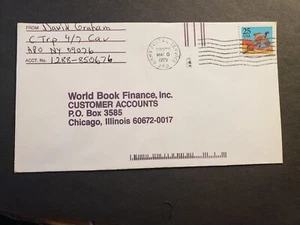 FROM David Graham
C Trp 4/7 Cav
APO NY 09076
ACCT. No. 1288-850676
25
USA
World Book Finance, Inc.
CUSTOMER ACCOUNTS
P.O. Box 3585
Chicago, Illinois 60672-0017